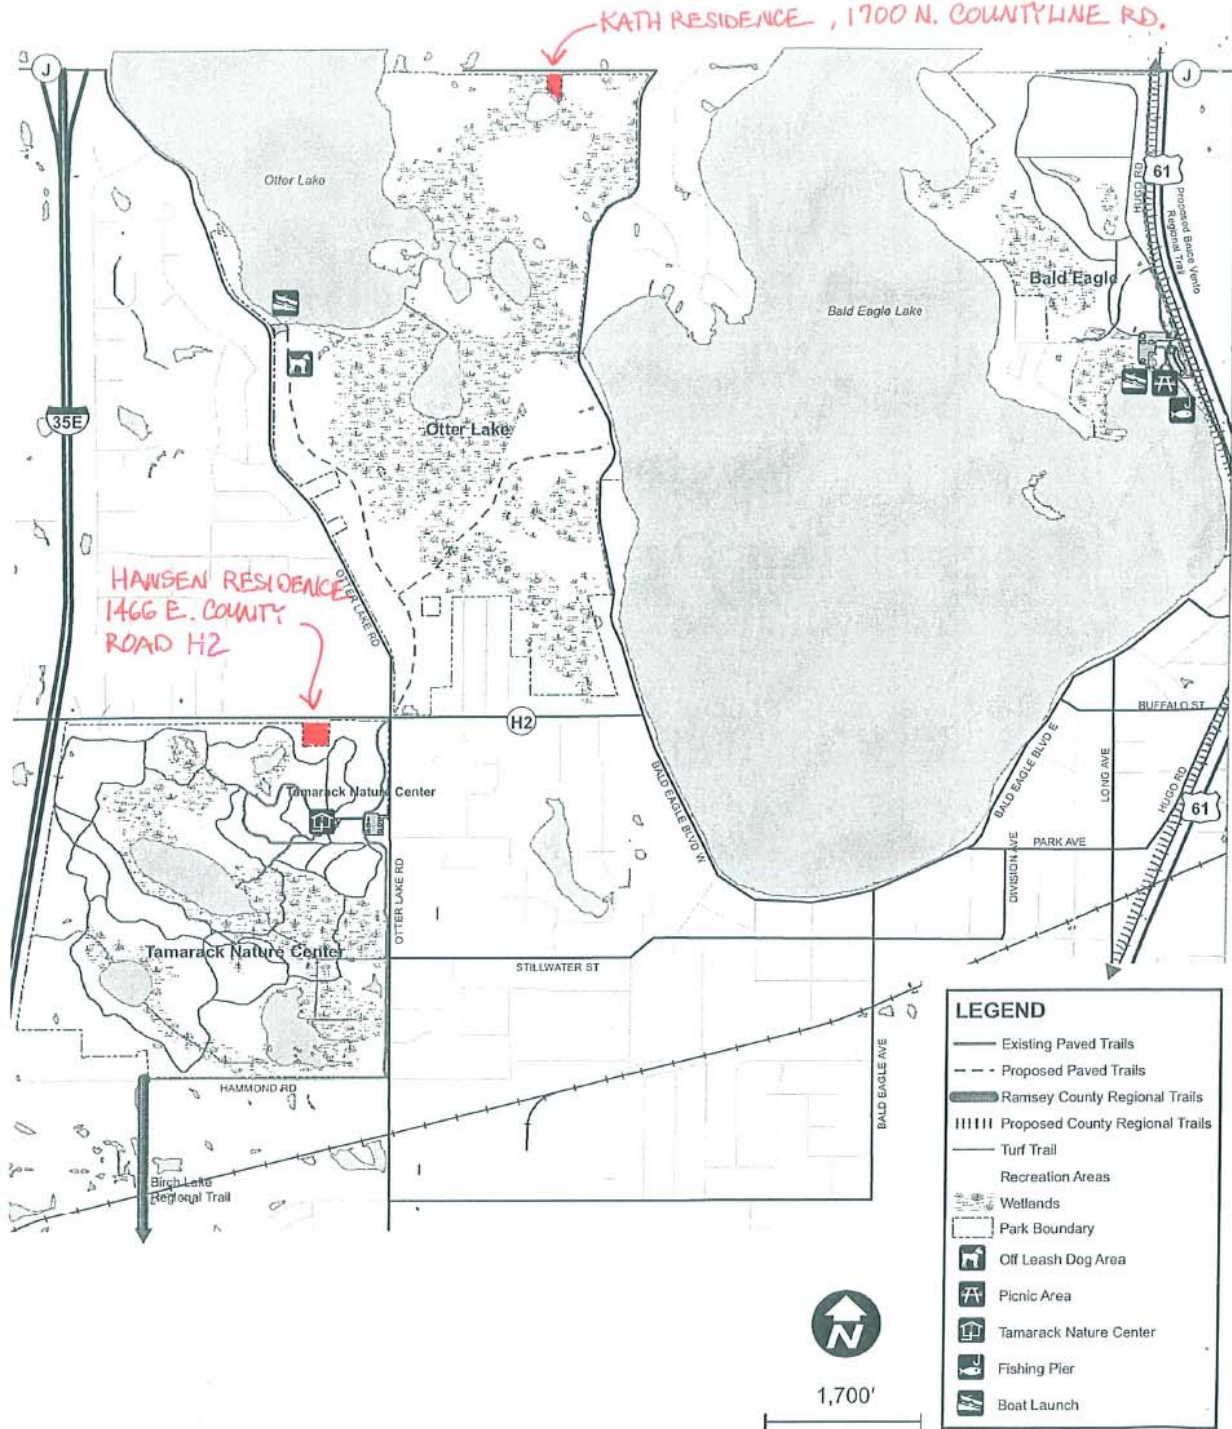 KATH RESIDENCE, 1700 N. COUNTYLINE RD.
J
J
Otter Lake
61
HUGO RD
Proposed Bruce Vento
Regional Trail
Bald Eagle
Bald Eagle Lake
35E
Otter Lake
HANSEN RESIDENCE
1466 E. COUNTY
ROAD H2
OTTER LAKE RD
H2
BUFFALO ST
BALD EAGLE BLVD E
LONG AVE
HUGO RD
61
BALD EAGLE BLVD W
Tamarack Nature Center
PARK AVE
DIVISION AVE
OTTER LAKE RD
Tamarack Nature Center
STILLWATER ST
BALD EAGLE AVE
HAMMOND RD
Birch Lake
Regional Trail
LEGEND
Existing Paved Trails
Proposed Paved Trails
Ramsey County Regional Trails
Proposed County Regional Trails
Turf Trail
Recreation Areas
Wetlands
Park Boundary
Off Leash Dog Area
Picnic Area
Tamarack Nature Center
Fishing Pier
Boat Launch
N
1,700'